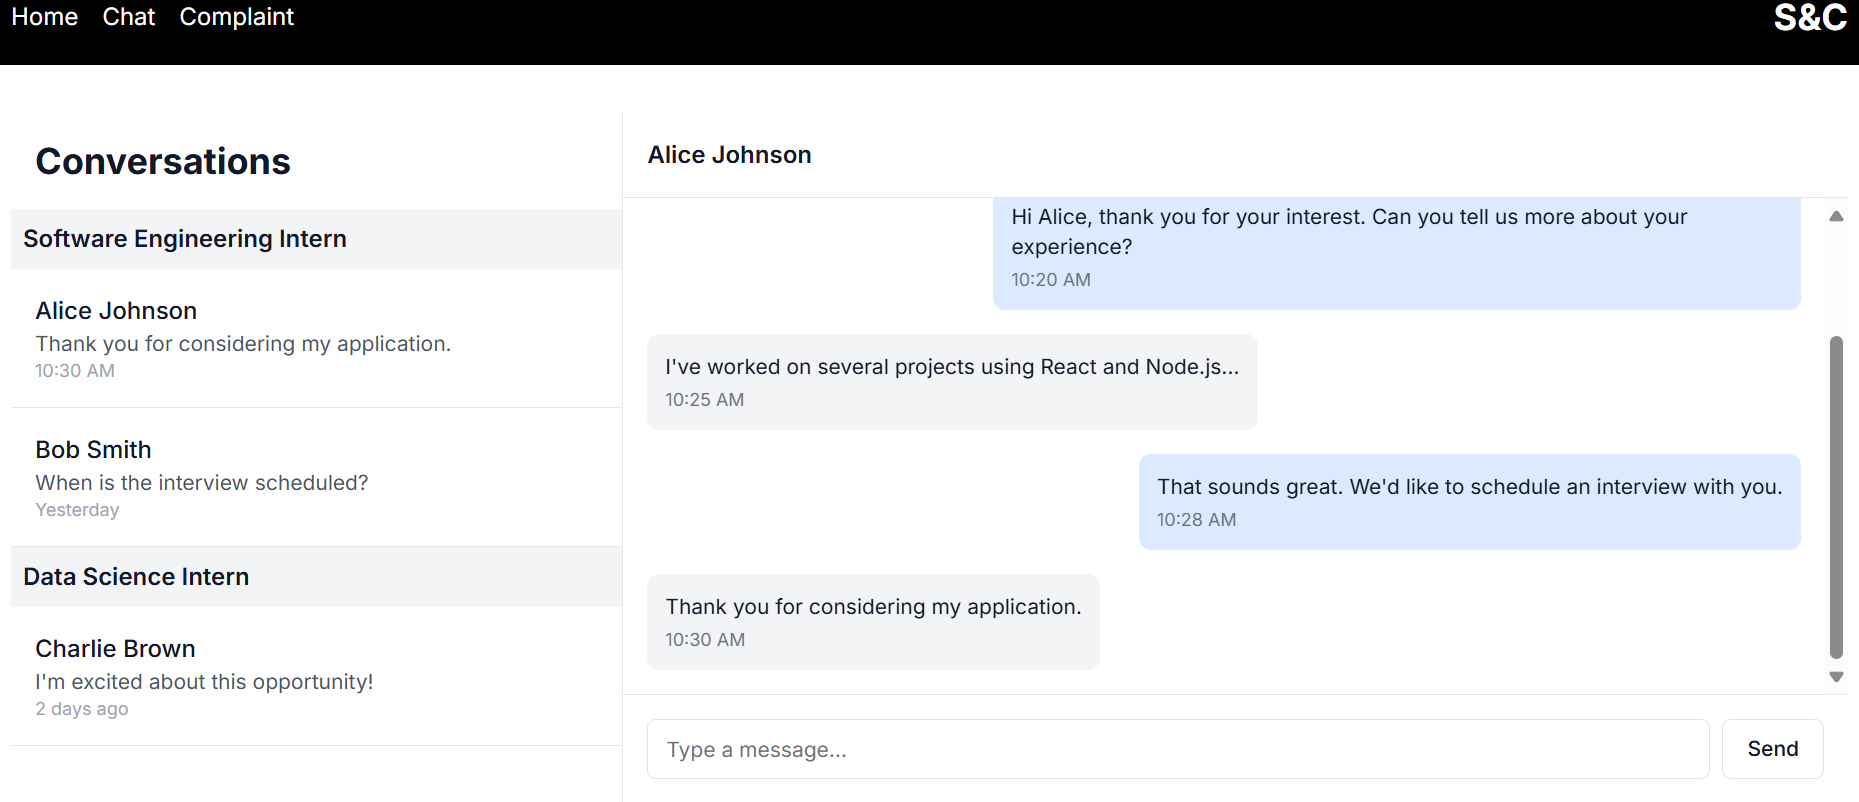 Home Chat Complaint S&C
Conversations
Software Engineering Intern
Alice Johnson
Thank you for considering my application.
10:30 AM
Bob Smith
When is the interview scheduled?
Yesterday
Data Science Intern
Charlie Brown
I'm excited about this opportunity!
2 days ago
Alice Johnson
Hi Alice, thank you for your interest. Can you tell us more about your
experience?
10:20 AM
I've worked on several projects using React and Node.js...
10:25 AM
That sounds great. We'd like to schedule an interview with you.
10:28 AM
Thank you for considering my application.
10:30 AM
Type a message...
Send